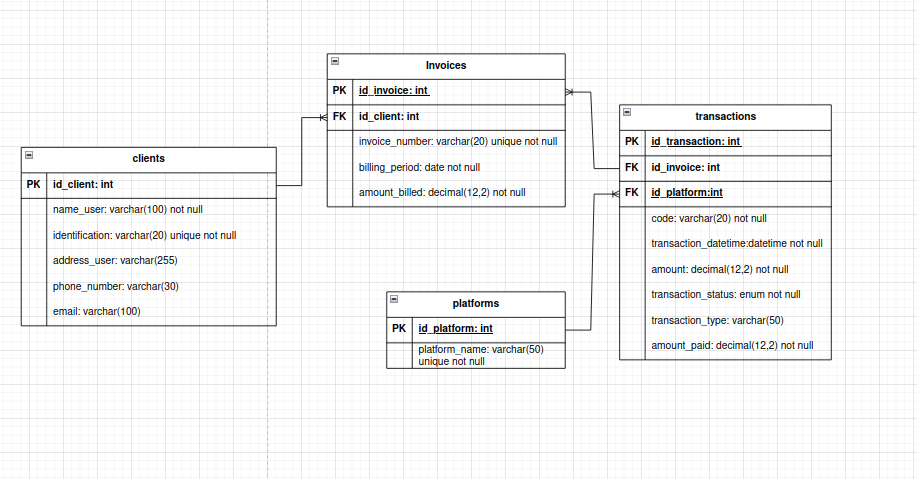 Invoices
PK id_invoice: int
FK id_client: int
invoice_number: varchar(20) unique not null
billing_period: date not null
amount_billed: decimal(12,2) not null
transactions
PK id_transaction: int
FK id_invoice: int
FK id_platform:int
code: varchar(20) not null
transaction_datetime:datetime not null
amount: decimal(12,2) not null
transaction_status: enum not null
transaction_type: varchar(50)
amount_paid: decimal(12,2) not null
clients
PK id_client: int
name_user: varchar(100) not null
identification: varchar(20) unique not null
address_user: varchar(255)
phone_number: varchar(30)
email: varchar(100)
platforms
PK id_platform: int
platform_name: varchar(50)
unique not null